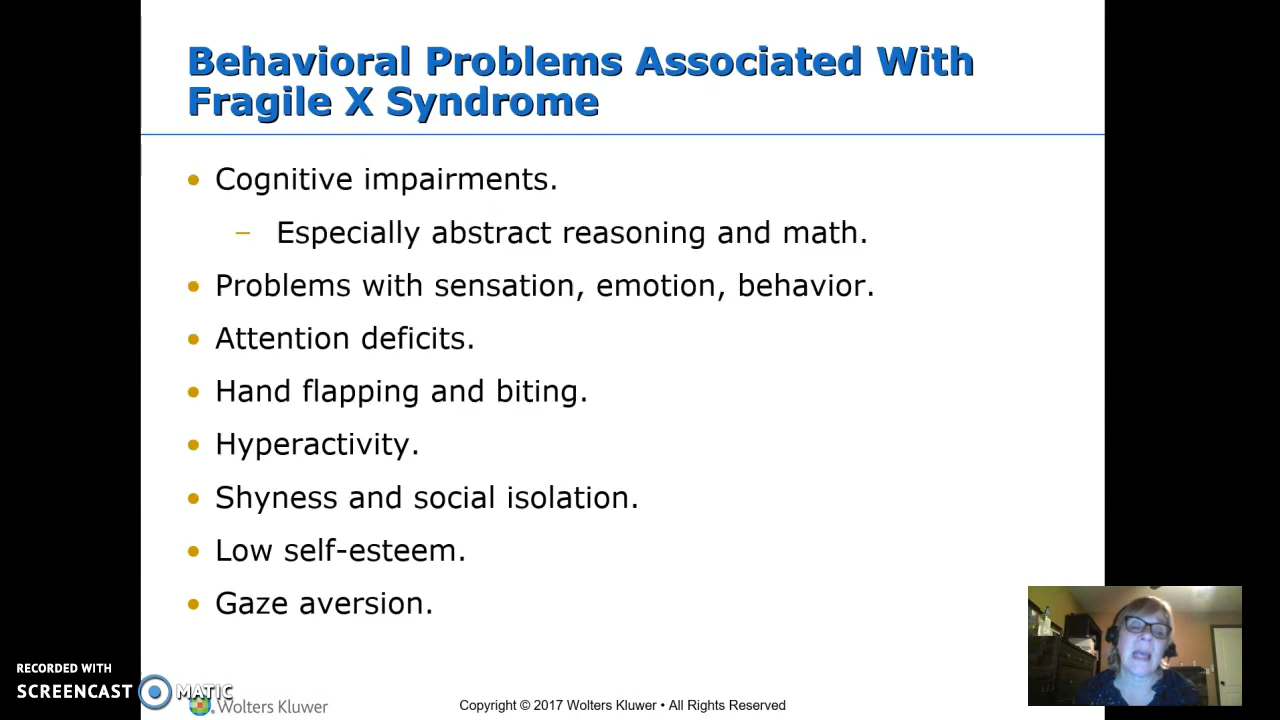 Behavioral Problems Associated With
Fragile X Syndrome
• Cognitive impairments.
– Especially abstract reasoning and math.
• Problems with sensation, emotion, behavior.
• Attention deficits.
• Hand flapping and biting.
• Hyperactivity.
• Shyness and social isolation.
• Low self-esteem.
• Gaze aversion.
RECORDED WITH
SCREENCAST MATIC
Wolters Kluwer
Copyright © 2017 Wolters Kluwer • All Rights Reserved